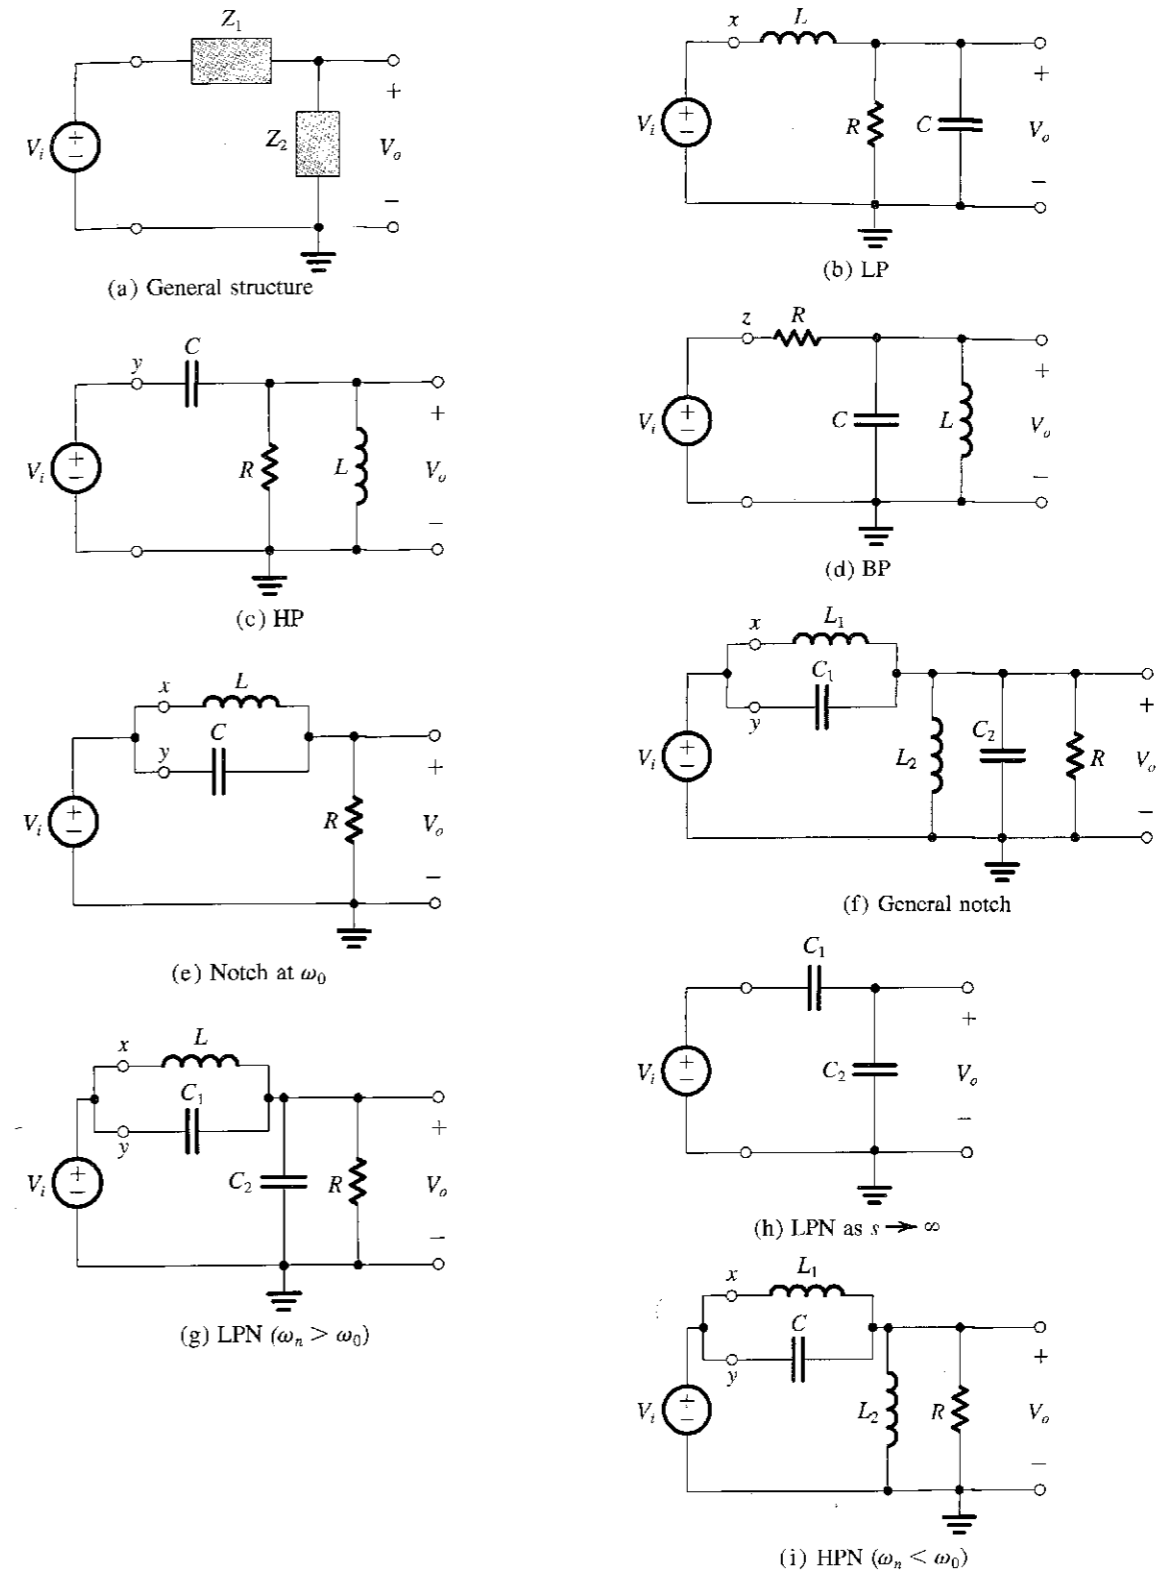 Z₁
Z₂
Vᵢ
+
−
+
Vₒ
−
(a) General structure
x
L
Vᵢ
+
−
R
C
+
Vₒ
−
(b) LP
y
C
Vᵢ
+
−
R
L
+
Vₒ
−
(c) HP
z
R
Vᵢ
+
−
C
L
+
Vₒ
−
(d) BP
x
L
y
C
Vᵢ
+
−
R
+
Vₒ
−
(e) Notch at ω₀
x
L₁
C₁
y
Vᵢ
+
−
L₂
C₂
R
+
Vₒ
−
(f) General notch
x
L
C₁
y
Vᵢ
+
−
C₂
R
+
Vₒ
−
(g) LPN (ωₙ > ω₀)
C₁
Vᵢ
+
−
C₂
+
Vₒ
−
(h) LPN as s → ∞
x
L₁
C
y
Vᵢ
+
−
L₂
R
+
Vₒ
−
(i) HPN (ωₙ < ω₀)